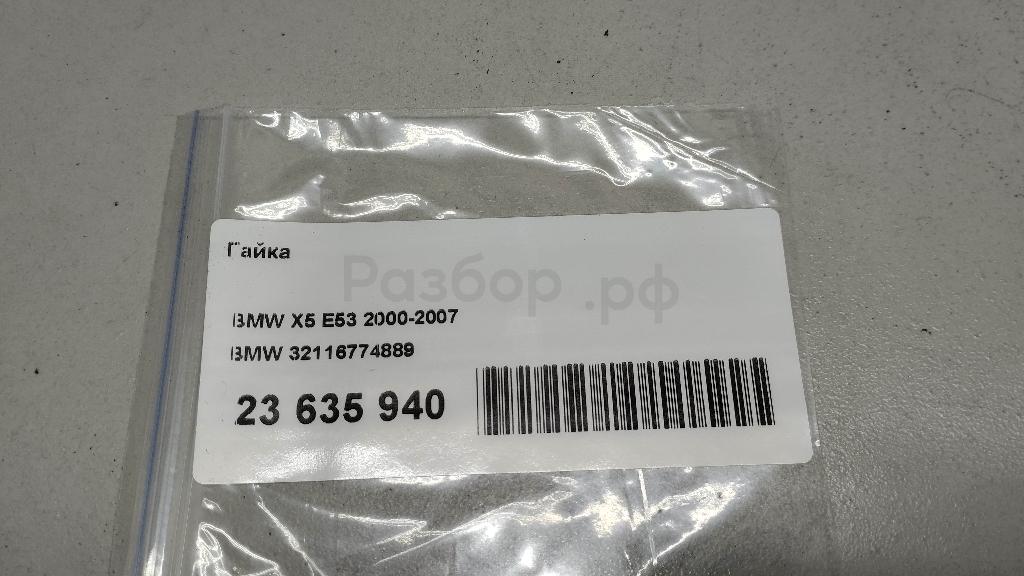 Гайка
Разбор.рф
BMW X5 E53 2000-2007
BMW 32116774889
23 635 940